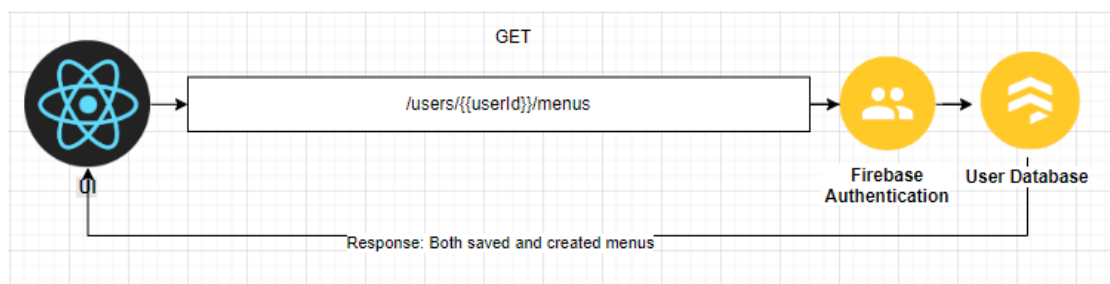 GET
/users/{{userId}}/menus
UI
Firebase
Authentication
User Database
Response: Both saved and created menus